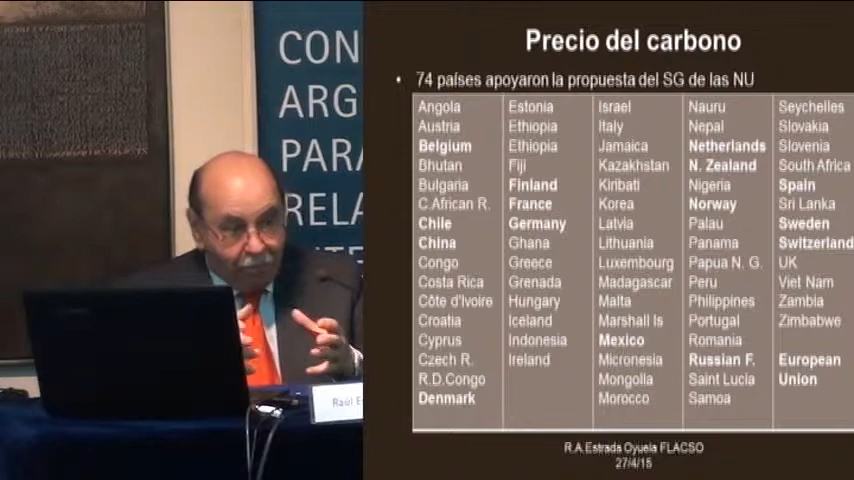 CON
ARG
PARA
RELA
INTE
Raúl E
Precio del carbono
• 74 países apoyaron la propuesta del SG de las NU
Angola Estonia Israel Nauru Seychelles
Austria Ethiopia Italy Nepal Slovakia
Belgium Ethiopia Jamaica Netherlands Slovenia
Bhutan Fiji Kazakhstan N. Zealand South Africa
Bulgaria Finland Kiribati Nigeria Spain
C.African R. France Korea Norway Sri Lanka
Chile Germany Latvia Palau Sweden
China Ghana Lithuania Panama Switzerland
Congo Greece Luxembourg Papua N. G. UK
Costa Rica Grenada Madagascar Peru Viet Nam
Côte d'Ivoire Hungary Malta Philippines Zambia
Croatia Iceland Marshall Is Portugal Zimbabwe
Cyprus Indonesia Mexico Romania
Czech R. Ireland Micronesia Russian F. European
R.D.Congo Mongolia Saint Lucia Union
Denmark Morocco Samoa
R.A.Estrada Oyuela FLACSO
27/4/15